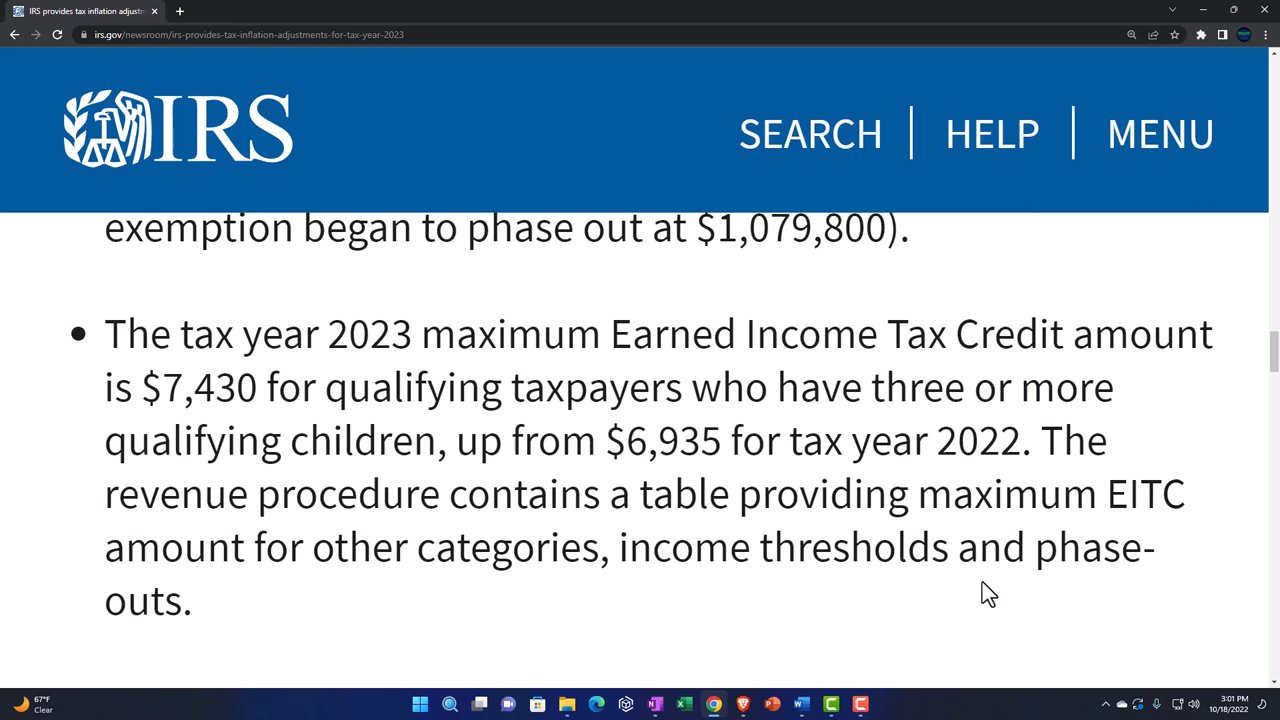 IRS provides tax inflation adjustm
irs.gov/newsroom/irs-provides-tax-inflation-adjustments-for-tax-year-2023
IRS
SEARCH
HELP
MENU
exemption began to phase out at $1,079,800).
• The tax year 2023 maximum Earned Income Tax Credit amount
is $7,430 for qualifying taxpayers who have three or more
qualifying children, up from $6,935 for tax year 2022. The
revenue procedure contains a table providing maximum EITC
amount for other categories, income thresholds and phase-
outs.
67°F
Clear
3:01 PM
10/18/2022